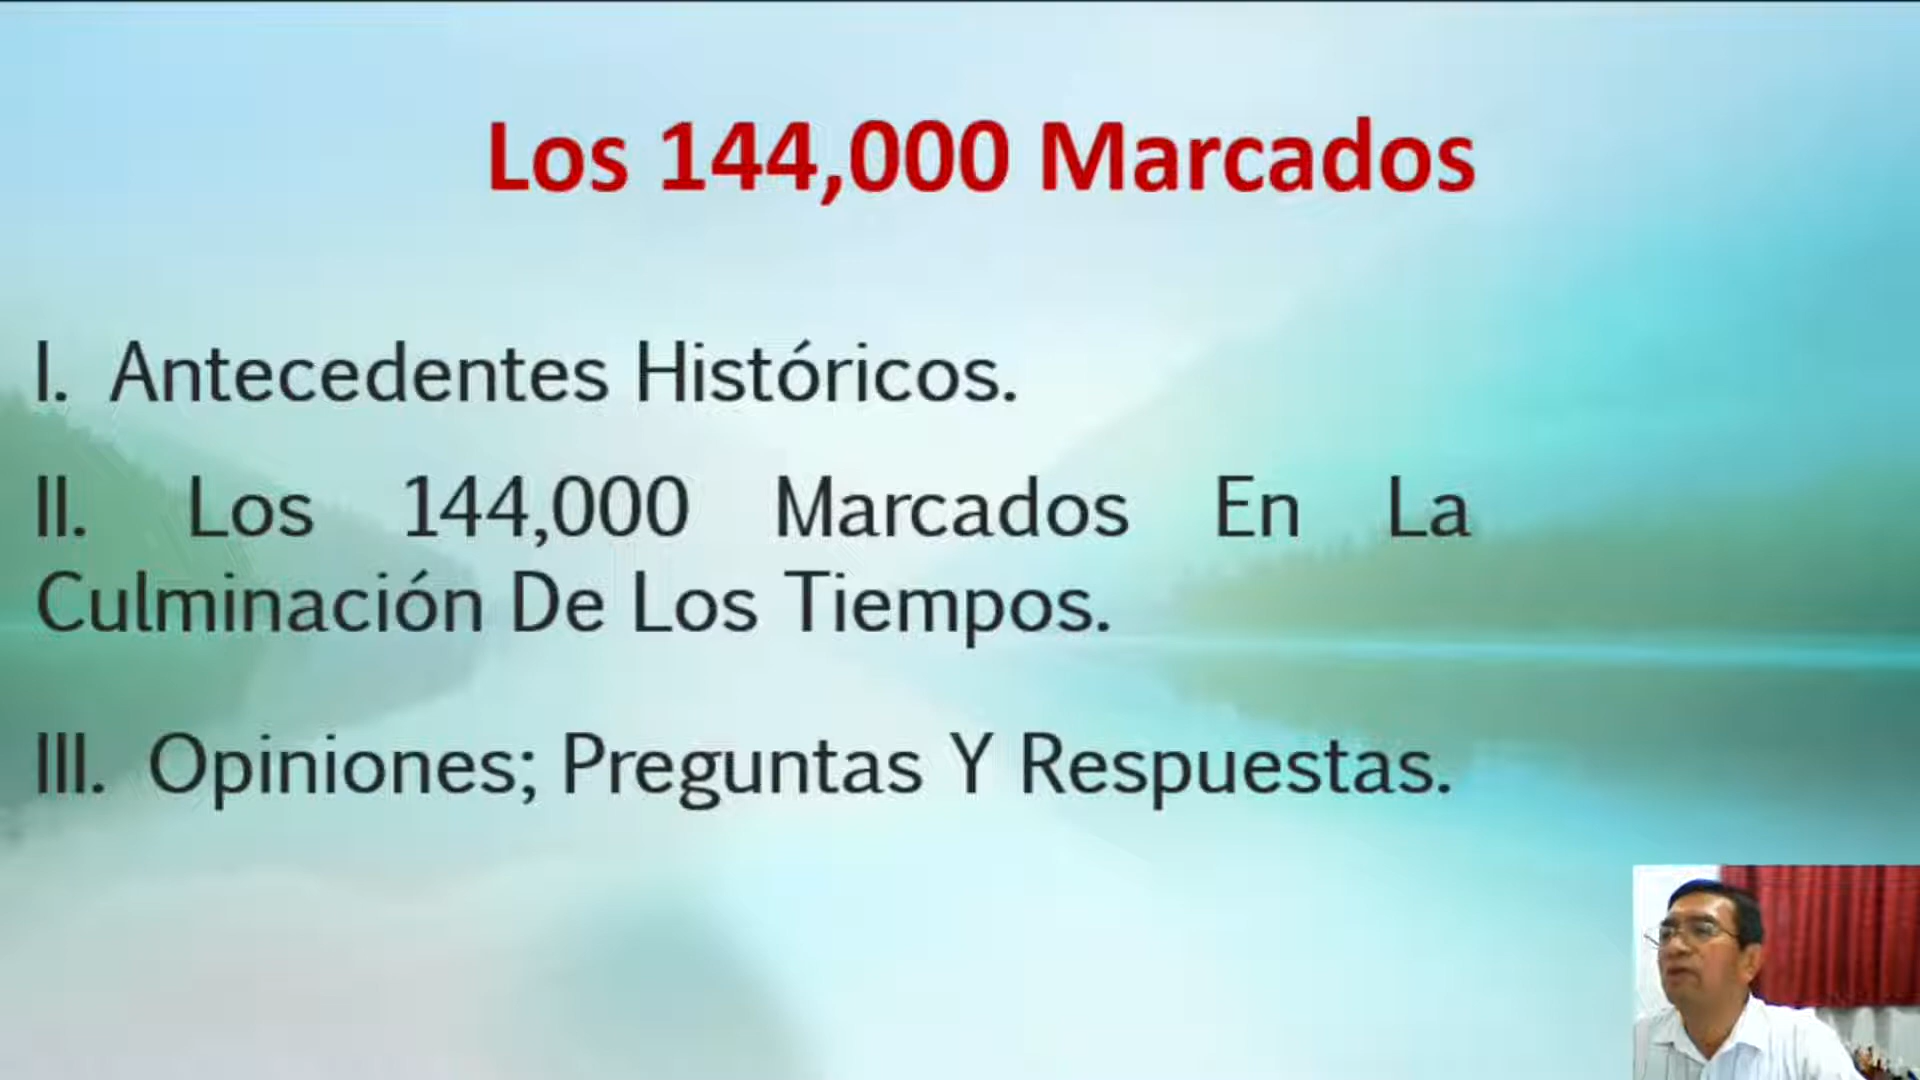 Los 144,000 Marcados
I. Antecedentes Históricos.
II. Los 144,000 Marcados En La
Culminación De Los Tiempos.
III. Opiniones; Preguntas Y Respuestas.